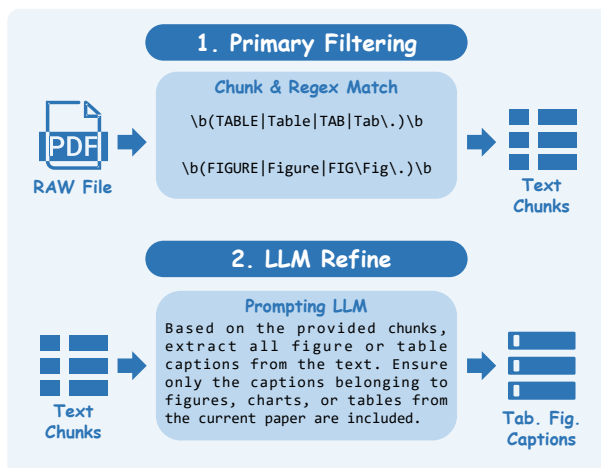 1. Primary Filtering
Chunk & Regex Match
\b(TABLE|Table|TAB|Tab\.)\b
\b(FIGURE|Figure|FIG\Fig\.)\b
PDF
RAW File
Text
Chunks
2. LLM Refine
Prompting LLM
Based on the provided chunks,
extract all figure or table
captions from the text. Ensure
only the captions belonging to
figures, charts, or tables from
the current paper are included.
Text
Chunks
Tab. Fig.
Captions